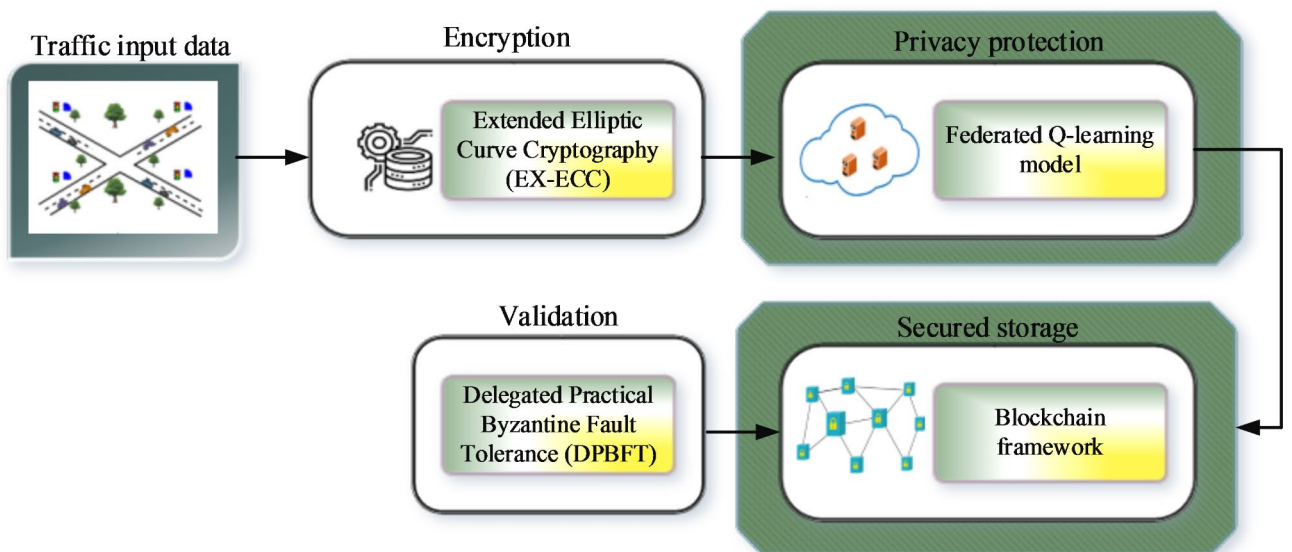 Traffic input data
Encryption
Extended Elliptic
Curve Cryptography
(EX-ECC)
Privacy protection
Federated Q-learning
model
Validation
Delegated Practical
Byzantine Fault
Tolerance (DPBFT)
Secured storage
Blockchain
framework